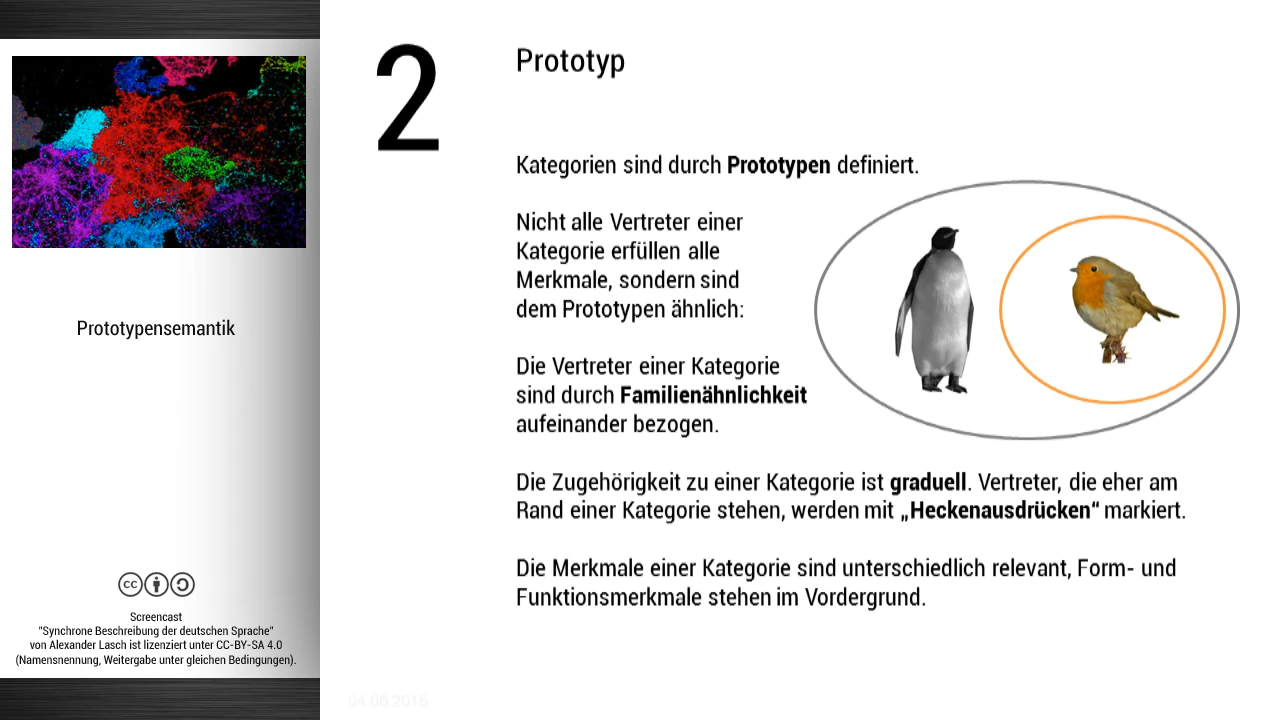 2
Prototyp
Kategorien sind durch Prototypen definiert.
Nicht alle Vertreter einer
Kategorie erfüllen alle
Merkmale, sondern sind
dem Prototypen ähnlich:
Die Vertreter einer Kategorie
sind durch Familienähnlichkeit
aufeinander bezogen.
Die Zugehörigkeit zu einer Kategorie ist graduell. Vertreter, die eher am
Rand einer Kategorie stehen, werden mit „Heckenausdrücken“ markiert.
Die Merkmale einer Kategorie sind unterschiedlich relevant, Form- und
Funktionsmerkmale stehen im Vordergrund.
Prototypensemantik
cc
Screencast
"Synchrone Beschreibung der deutschen Sprache"
von Alexander Lasch ist lizenziert unter CC-BY-SA 4.0
(Namensnennung, Weitergabe unter gleichen Bedingungen).